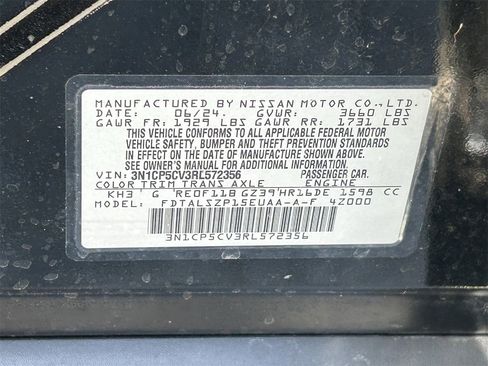 MANUFACTURED BY NISSAN MOTOR CO.,LTD.
DATE: 06/24. GVWR: 3660 LBS
GAWR FR: 1929 LBS GAWR RR: 1731 LBS
THIS VEHICLE CONFORMS TO ALL APPLICABLE FEDERAL MOTOR
VEHICLE SAFETY, BUMPER AND THEFT PREVENTION STANDARDS
IN EFFECT ON THE DATE OF MANUFACTURE SHOWN ABOVE.
SEE OWNER'S MANUAL
VIN: 3N1CP5CV3RL572356 PASSENGER CAR.
COLOR TRIM TRANS AXLE ENGINE
KH3 G RE0F11B GZ39 HR16DE 1598 CC
MODEL: FDTALSZP15EUAA-A-F 4Z000
3N1CP5CV3RL572356